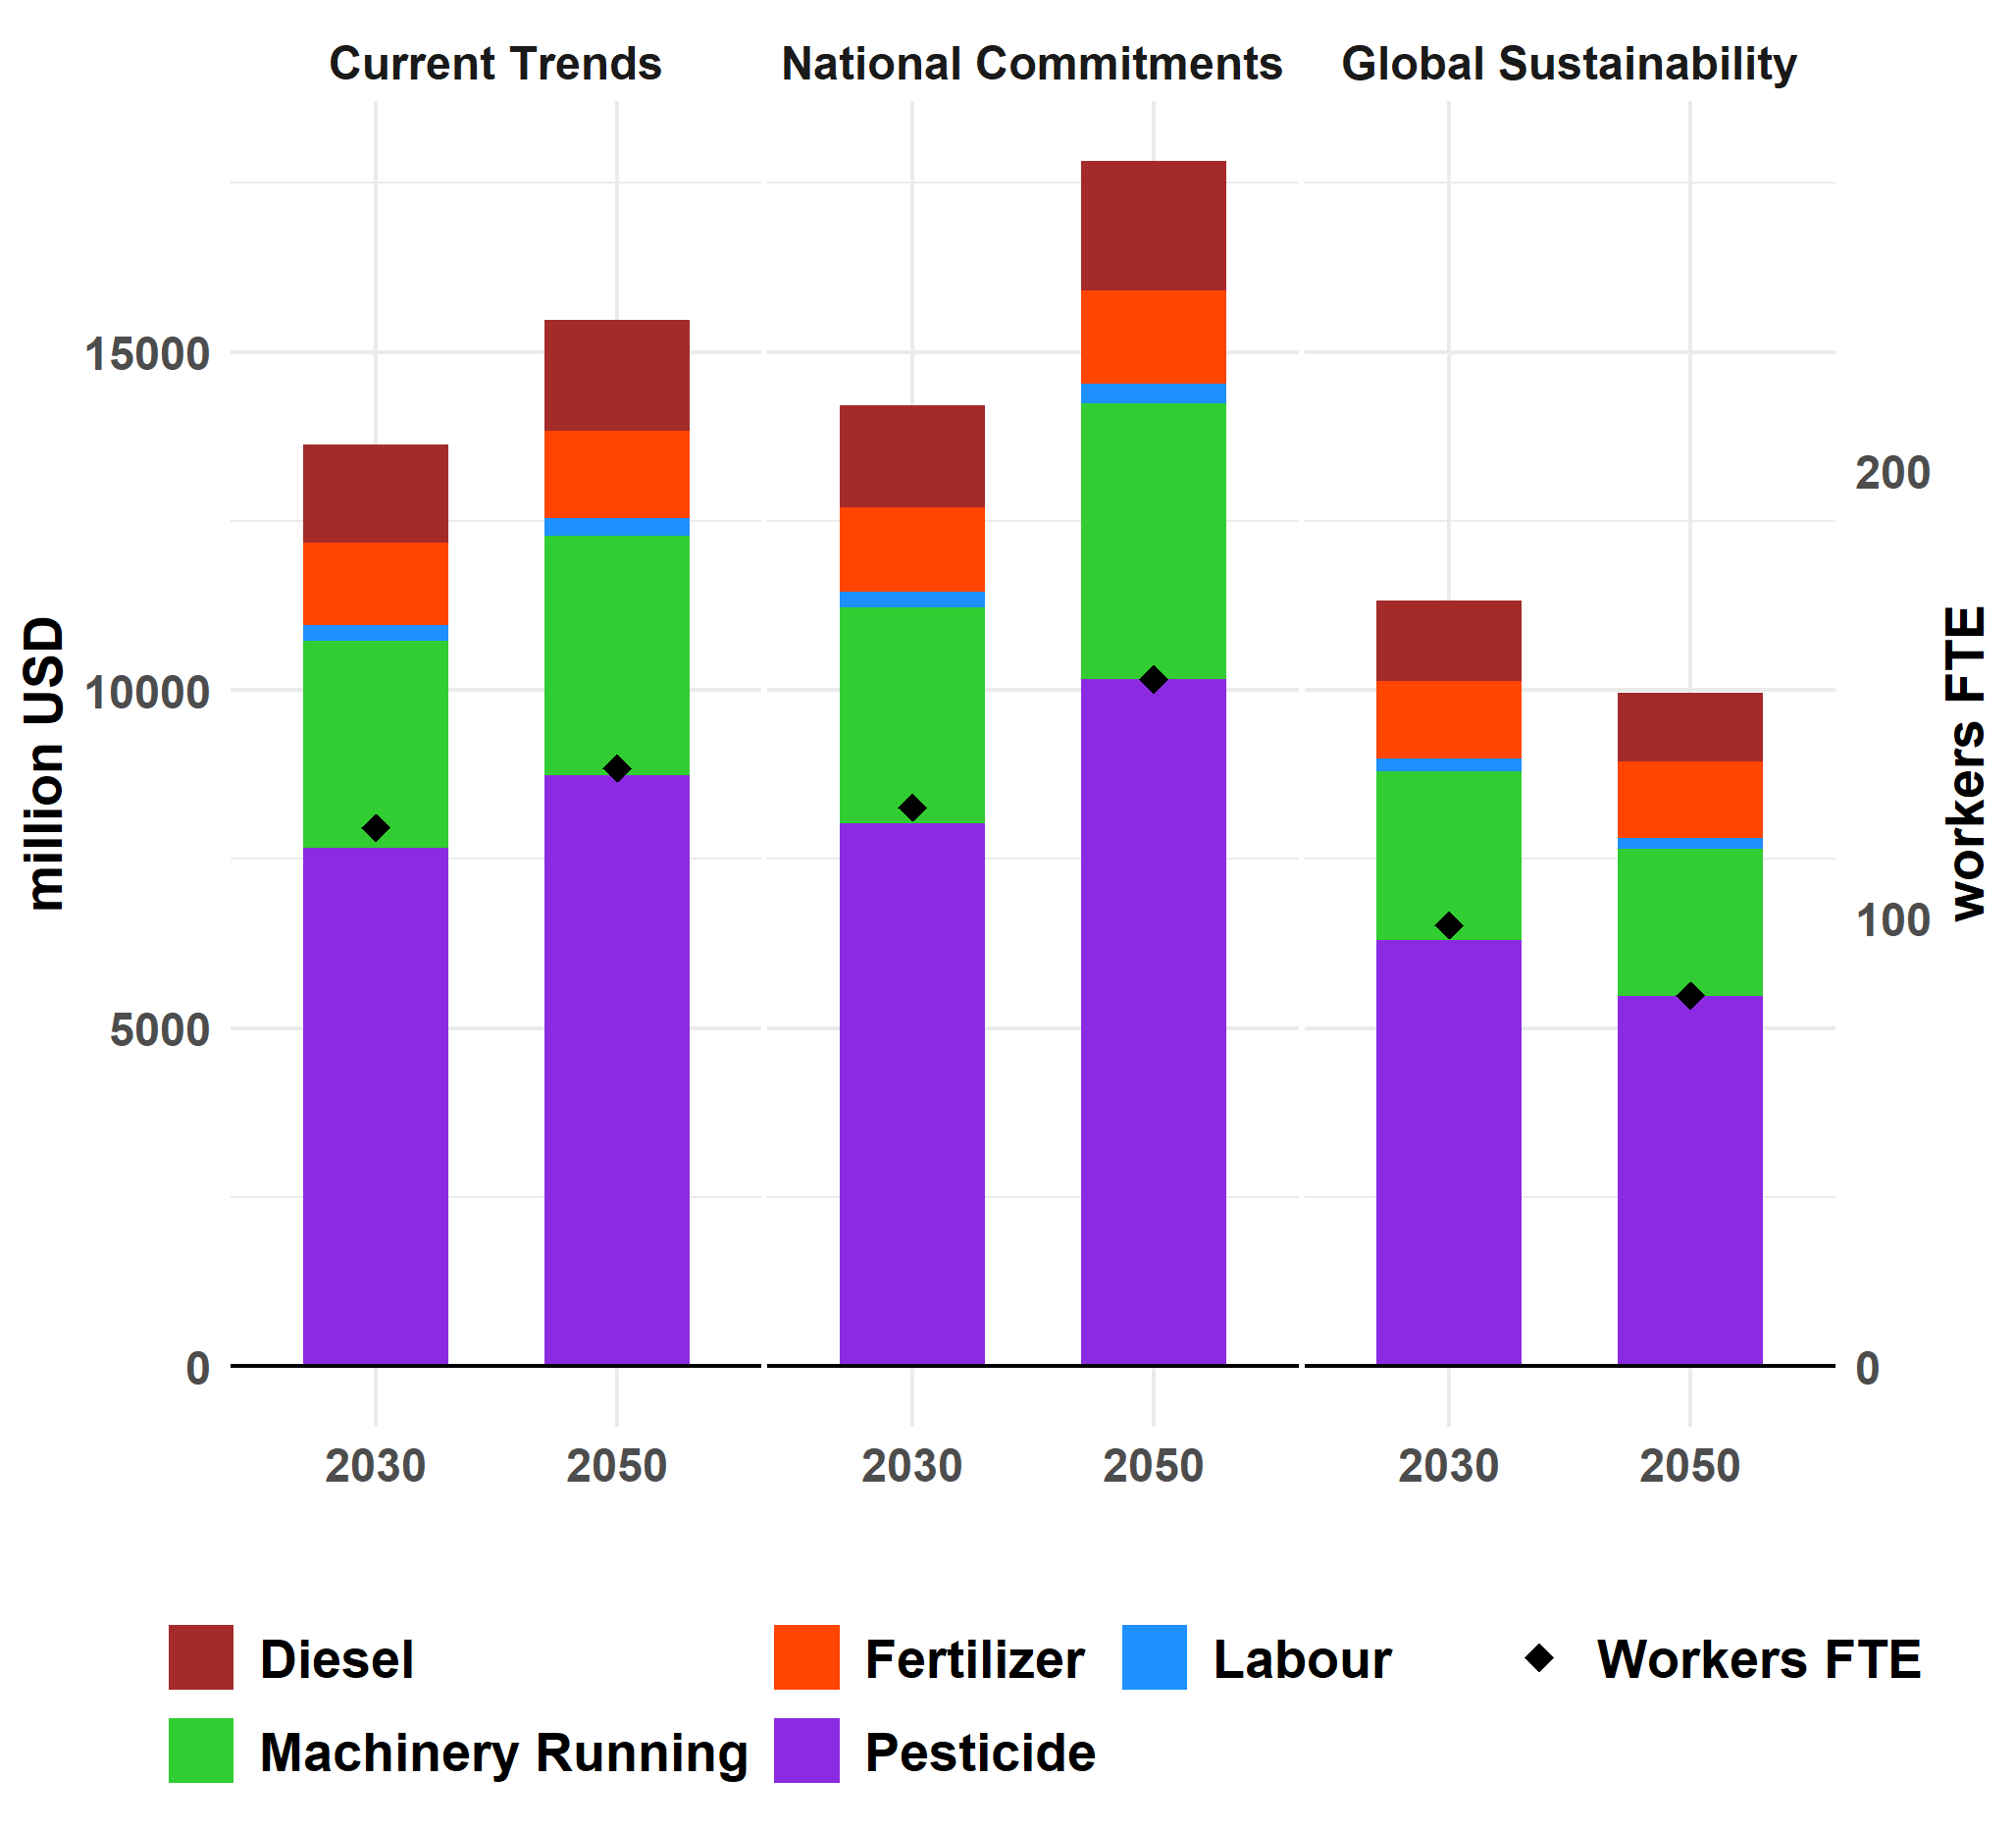 Current Trends
National Commitments
Global Sustainability
million USD
15000
10000
5000
0
200
100
0
workers FTE
2030
2050
2030
2050
2030
2050
Diesel
Fertilizer
Labour
Workers FTE
Machinery Running
Pesticide